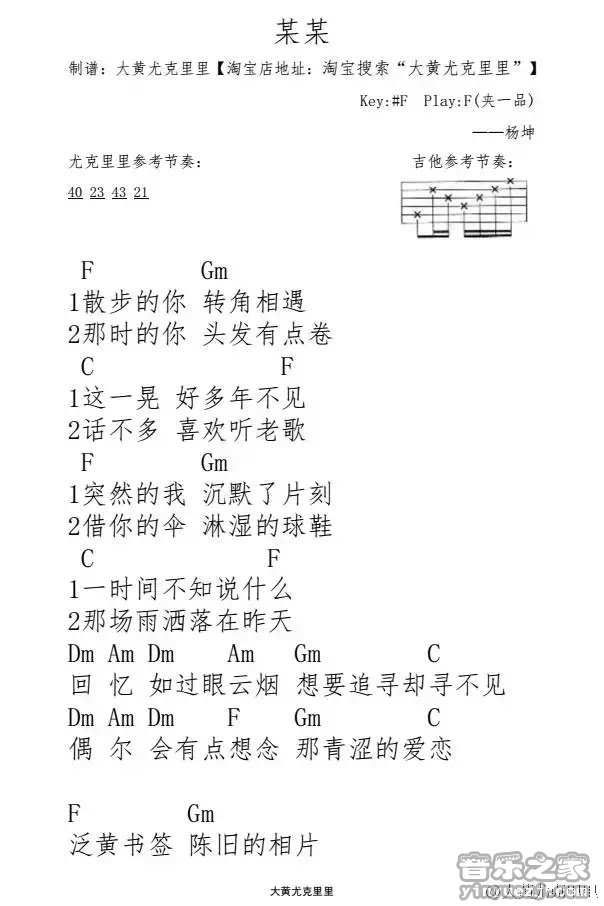 某某
制谱：大黄尤克里里【淘宝店地址：淘宝搜索“大黄尤克里里”】
Key:#F Play:F(夹一品)
——杨坤
尤克里里参考节奏： 吉他参考节奏：
40 23 43 21
F Gm
1散步的你 转角相遇
2那时的你 头发有点卷
C F
1这一晃 好多年不见
2话不多 喜欢听老歌
F Gm
1突然的我 沉默了片刻
2借你的伞 淋湿的球鞋
C F
1一时间不知说什么
2那场雨洒落在昨天
Dm Am Dm Am Gm C
回 忆 如过眼云烟 想要追寻却寻不见
Dm Am Dm F Gm C
偶 尔 会有点想念 那青涩的爱恋
F Gm
泛黄书签 陈旧的相片
大黄尤克里里
音乐之家